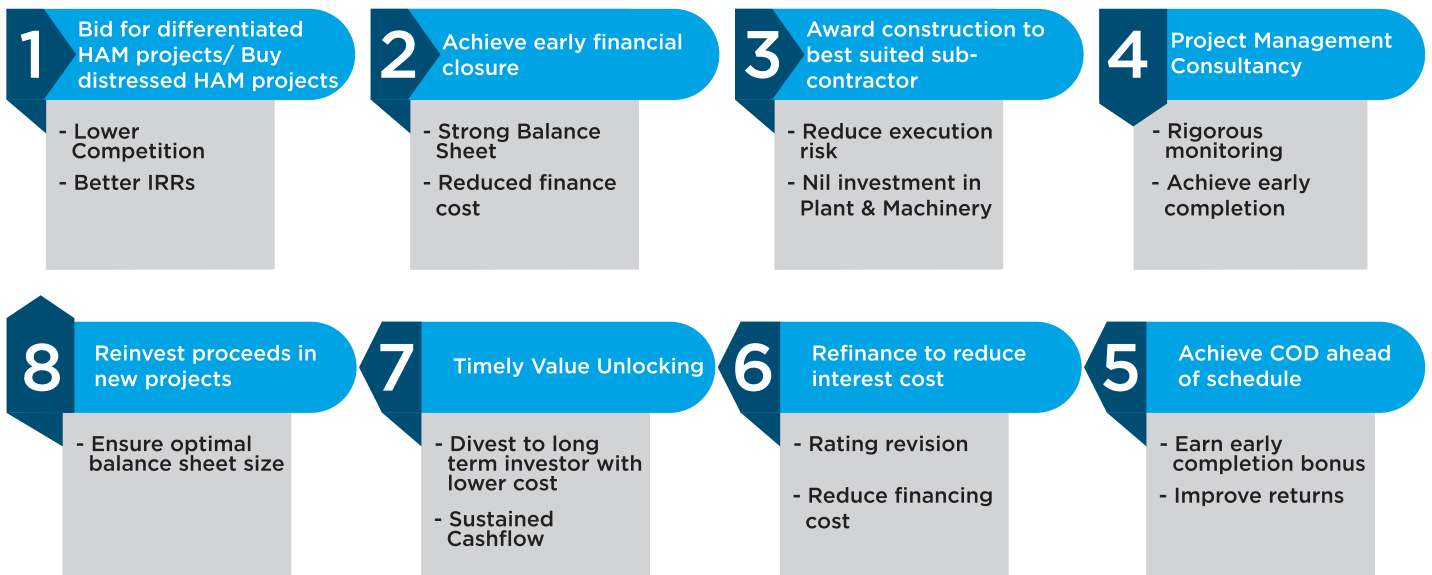 1
Bid for differentiated
HAM projects/ Buy
distressed HAM projects
- Lower
Competition
- Better IRRs
2
Achieve early financial
closure
- Strong Balance
Sheet
- Reduced finance
cost
3
Award construction to
best suited sub-
contractor
- Reduce execution
risk
- Nil investment in
Plant & Machinery
4
Project Management
Consultancy
- Rigorous
monitoring
- Achieve early
completion
5
Achieve COD ahead
of schedule
- Earn early
completion bonus
- Improve returns
6
Refinance to reduce
interest cost
- Rating revision
- Reduce financing
cost
7
Timely Value Unlocking
- Divest to long
term investor with
lower cost
- Sustained
Cashflow
8
Reinvest proceeds in
new projects
- Ensure optimal
balance sheet size